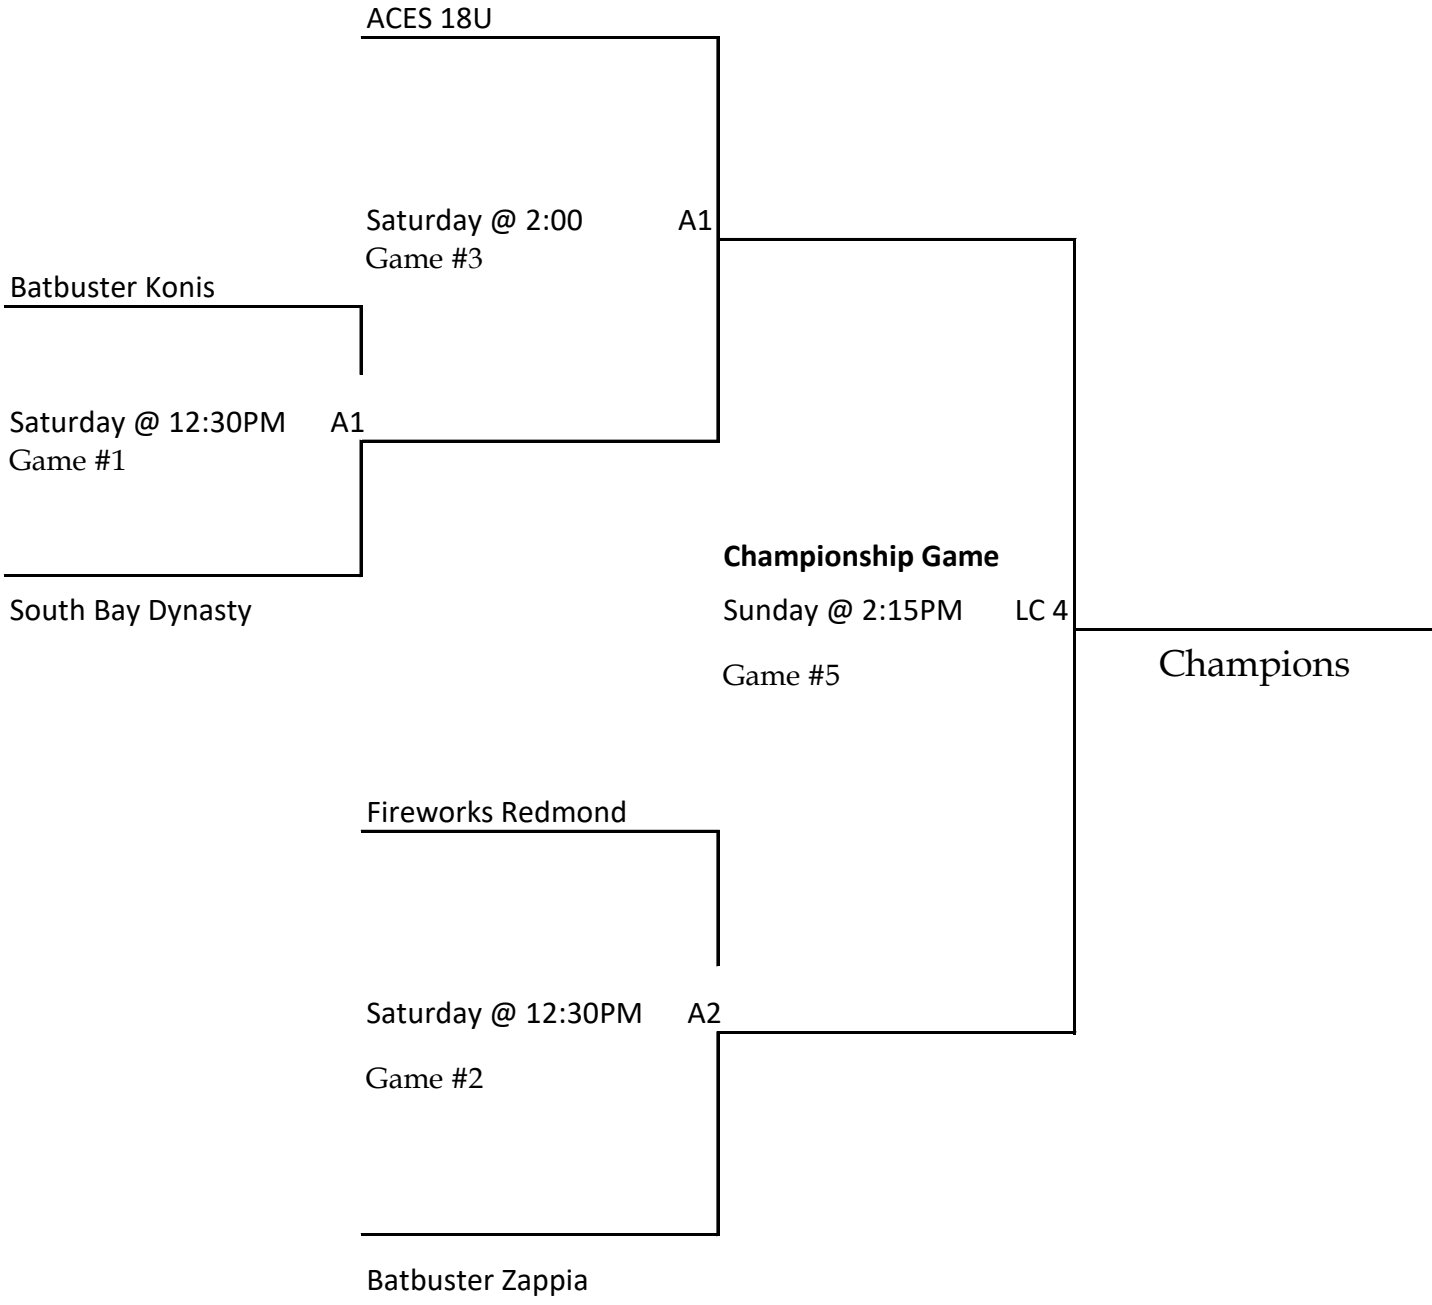 ACES 18U
Saturday @ 2:00 A1
Game #3
Batbuster Konis
Saturday @ 12:30PM A1
Game #1
South Bay Dynasty
Championship Game
Sunday @ 2:15PM LC 4
Game #5
Champions
Fireworks Redmond
Saturday @ 12:30PM A2
Game #2
Batbuster Zappia